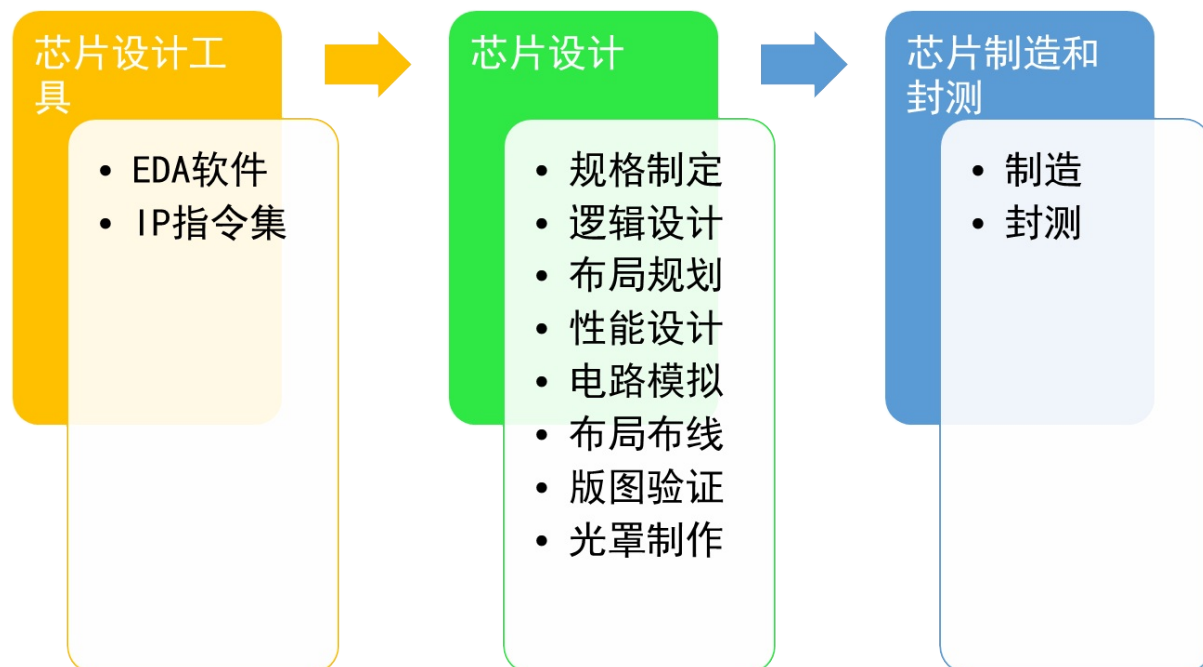 芯片设计工
具
• EDA软件
• IP指令集
芯片设计
• 规格制定
• 逻辑设计
• 布局规划
• 性能设计
• 电路模拟
• 布局布线
• 版图验证
• 光罩制作
芯片制造和
封测
• 制造
• 封测